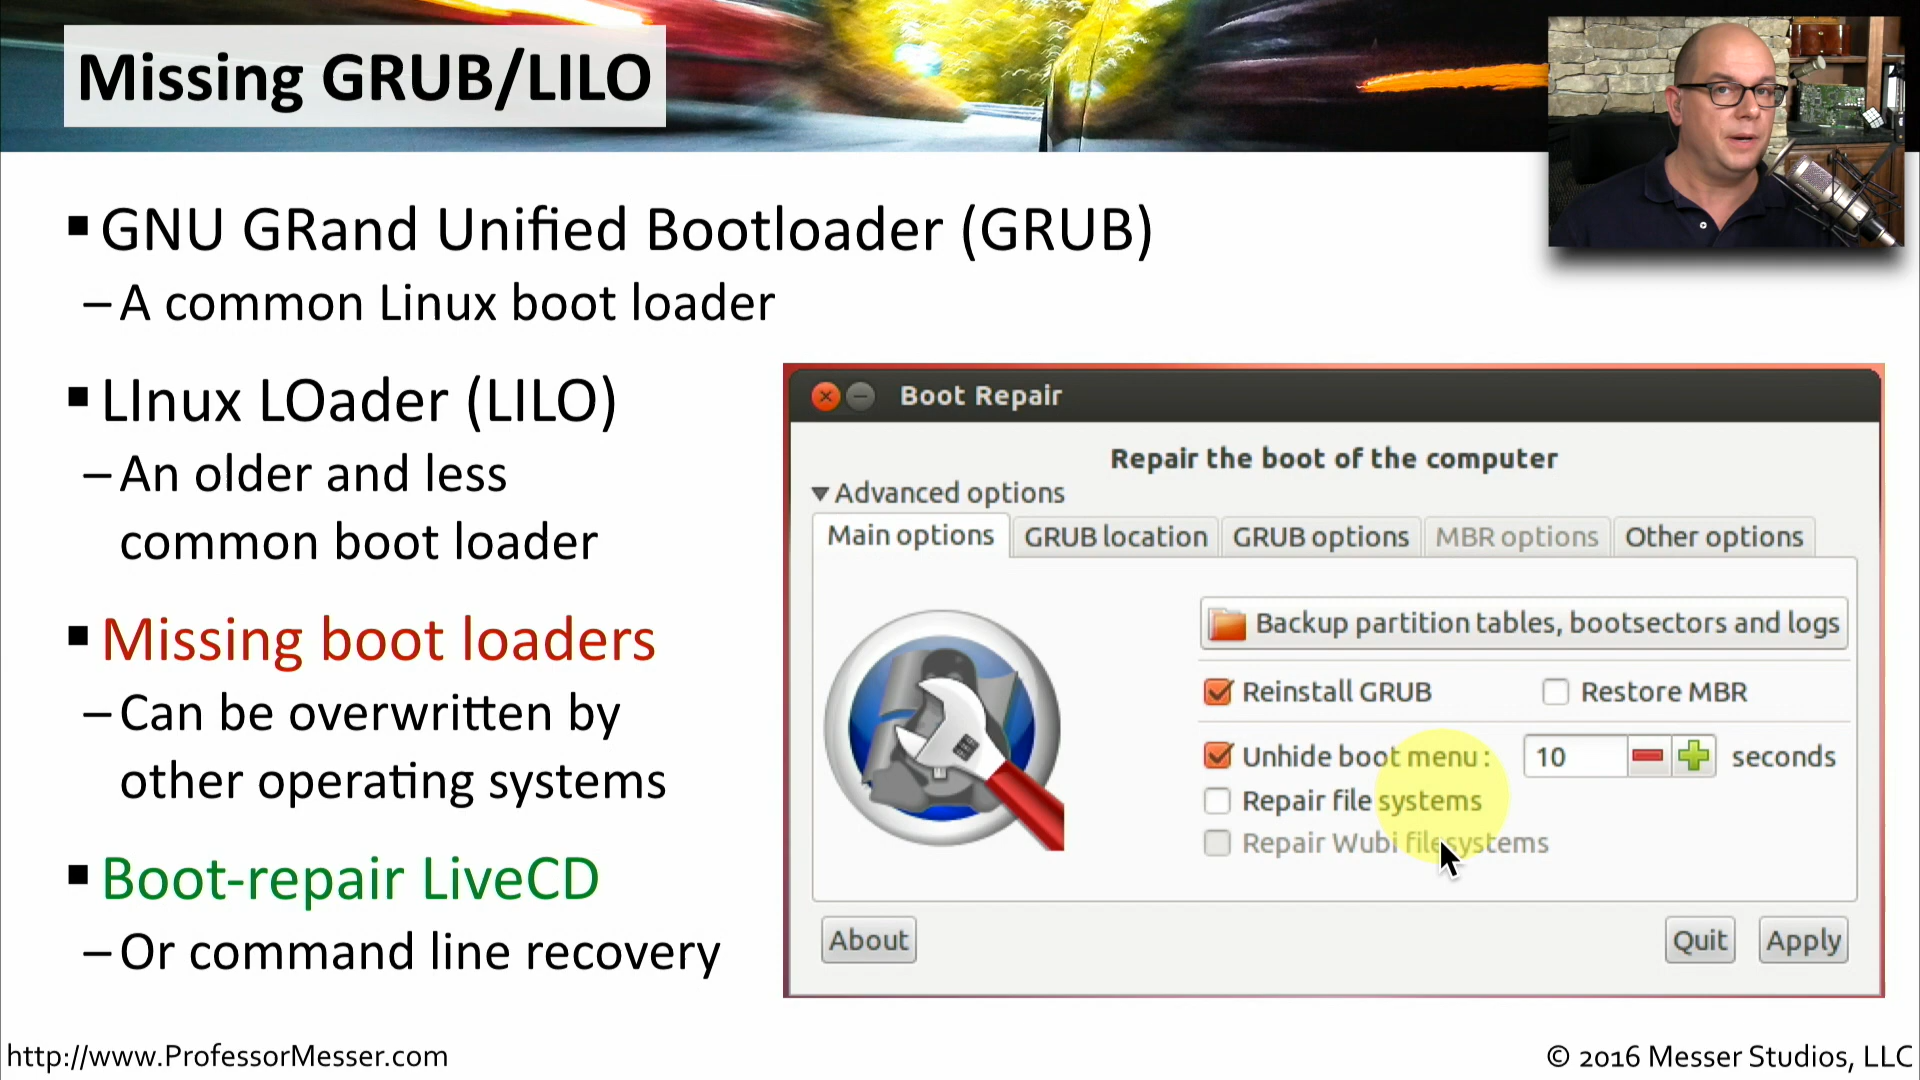 Missing GRUB/LILO
▪ GNU GRand Unified Bootloader (GRUB)
– A common Linux boot loader
▪ LInux LOader (LILO)
– An older and less
common boot loader
▪ Missing boot loaders
– Can be overwritten by
other operating systems
▪ Boot-repair LiveCD
– Or command line recovery
Boot Repair
Repair the boot of the computer
Advanced options
Main options GRUB location GRUB options MBR options Other options
Backup partition tables, bootsectors and logs
Reinstall GRUB Restore MBR
Unhide boot menu : 10 seconds
Repair file systems
Repair Wubi filesystems
About Quit Apply
http://www.ProfessorMesser.com
© 2016 Messer Studios, LLC